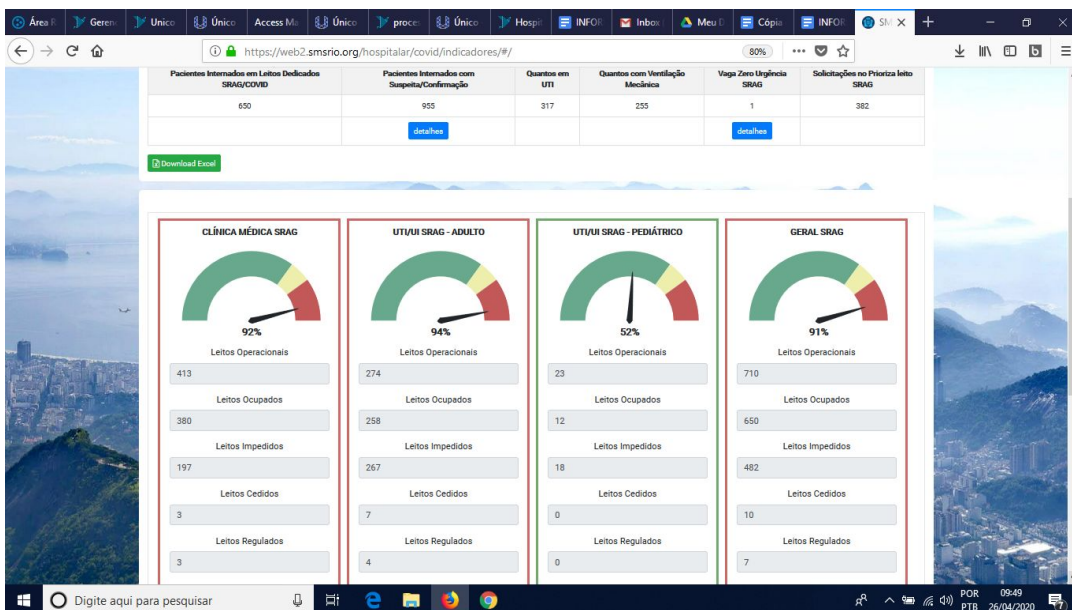 Área R
Geren
Único
Único
Access Ma
Único
proces
Único
Hospit
INFOR
Inbox
Meu D
Cópia
INFOR
SM
https://web2.smsrio.org/hospitalar/covid/indicadores/#/
80%
Pacientes Internados em Leitos Dedicados SRAG/COVID
Pacientes Internados com Suspeita/Confirmação
Quantos em UTI
Quantos com Ventilação Mecânica
Vaga Zero Urgência SRAG
Solicitações no Prioriza leito SRAG
650 955 317 255 1 382
detalhes detalhes
Download Excel
CLÍNICA MÉDICA SRAG
92%
Leitos Operacionais
413
Leitos Ocupados
380
Leitos Impedidos
197
Leitos Cedidos
3
Leitos Regulados
3
UTI/UI SRAG - ADULTO
94%
Leitos Operacionais
274
Leitos Ocupados
258
Leitos Impedidos
267
Leitos Cedidos
7
Leitos Regulados
4
UTI/UI SRAG - PEDIÁTRICO
52%
Leitos Operacionais
23
Leitos Ocupados
12
Leitos Impedidos
18
Leitos Cedidos
0
Leitos Regulados
0
GERAL SRAG
91%
Leitos Operacionais
710
Leitos Ocupados
650
Leitos Impedidos
482
Leitos Cedidos
10
Leitos Regulados
7
Digite aqui para pesquisar
POR
PTB
09:49
26/04/2020